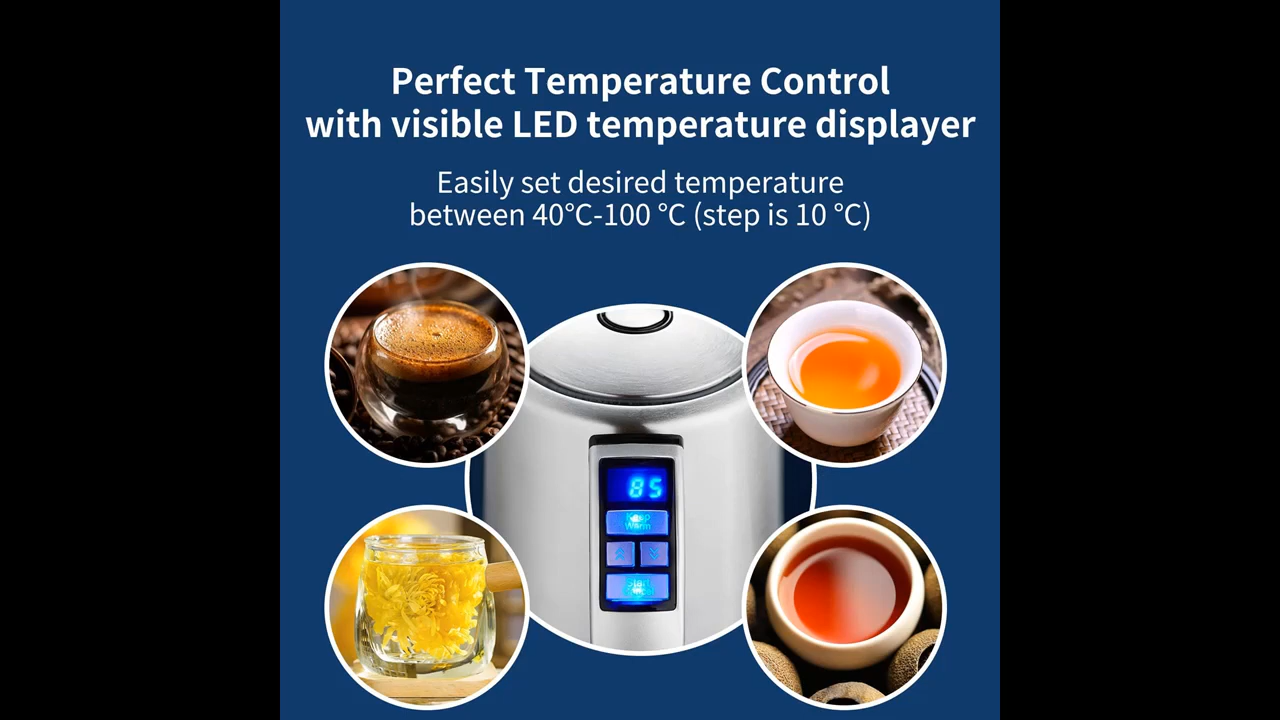 Perfect Temperature Control
with visible LED temperature displayer
Easily set desired temperature
between 40°C-100 °C (step is 10 °C)
85
Keep
Warm
Start